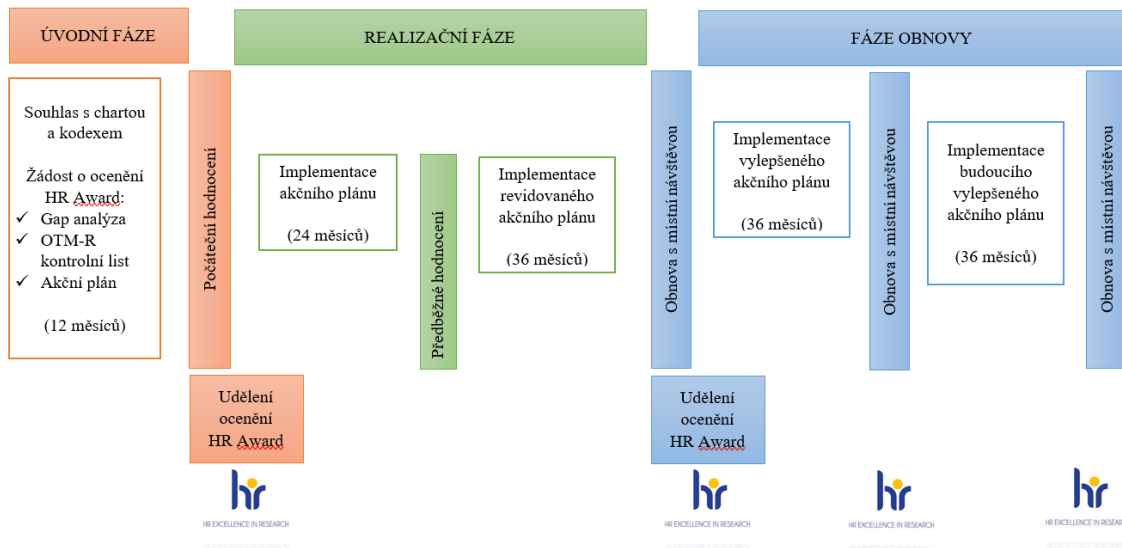 ÚVODNÍ FÁZE
REALIZAČNÍ FÁZE
FÁZE OBNOVY
Souhlas s chartou
a kodexem
Žádost o ocenění
HR Award:
✓ Gap analýza
✓ OTM-R
kontrolní list
✓ Akční plán
(12 měsíců)
Počáteční hodnocení
Implementace
akčního plánu
(24 měsíců)
Předběžné hodnocení
Implementace
revidovaného
akčního plánu
(36 měsíců)
Obnova s místní návštěvou
Implementace
vylepšeného
akčního plánu
(36 měsíců)
Obnova s místní návštěvou
Implementace
budoucího
vylepšeného
akčního plánu
(36 měsíců)
Obnova s místní návštěvou
Udělení
ocenění
HR Award
Udělení
ocenění
HR Award
hr
HR EXCELLENCE IN RESEARCH
hr
HR EXCELLENCE IN RESEARCH
hr
HR EXCELLENCE IN RESEARCH
hr
HR EXCELLENCE IN RESEARCH